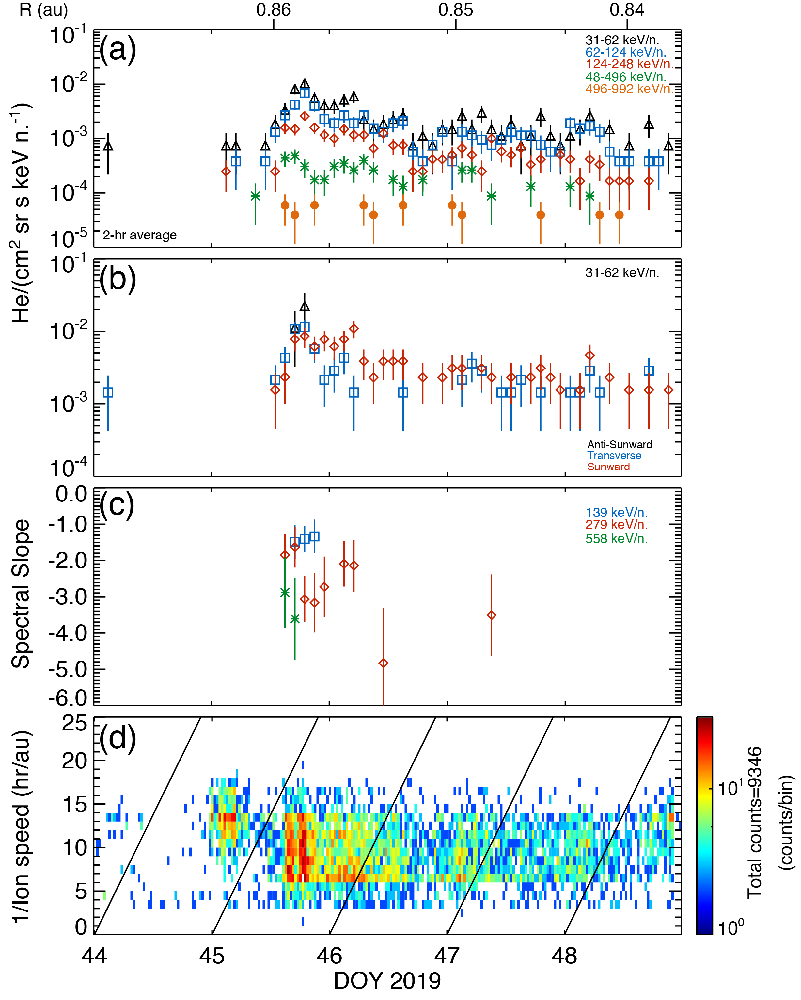 R (au) 0.86 0.85 0.84
10-1
(a)
31-62 keV/n.
62-124 keV/n.
124-248 keV/n.
48-496 keV/n.
496-992 keV/n.
10-2
10-3
10-4
10-5
2-hr average
He/(cm2 sr s keV n.-1)
10-1
(b)
31-62 keV/n.
10-2
10-3
10-4
Anti-Sunward
Transverse
Sunward
0.0
(c)
139 keV/n.
279 keV/n.
558 keV/n.
-1.0
-2.0
-3.0
-4.0
-5.0
-6.0
Spectral Slope
25
(d)
20
15
10
5
0
1/Ion speed (hr/au)
101
100
Total counts=9346
(counts/bin)
44 45 46 47 48
DOY 2019